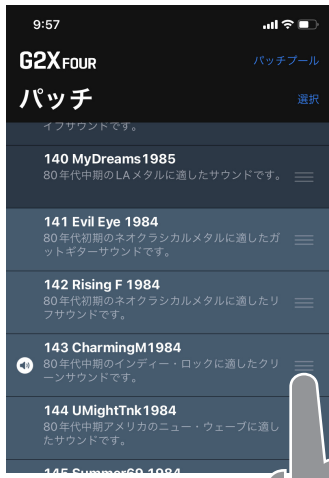 9:57
G2X FOUR
パッチプール
パッチ
選択
イフサウンドです。
140 MyDreams1985
80年代中期のLAメタルに適したサウンドです。
141 Evil Eye 1984
80年代初期のネオクラシカルメタルに適したガ
ットギターサウンドです。
142 Rising F 1984
80年代初期のネオクラシカルメタルに適したリ
フサウンドです。
143 CharmingM1984
80年代中期のインディー・ロックに適したクリ
ーンサウンドです。
144 UMightTnk1984
80年代中期アメリカのニュー・ウェーブに適し
たサウンドです。
145 Summer69 1984